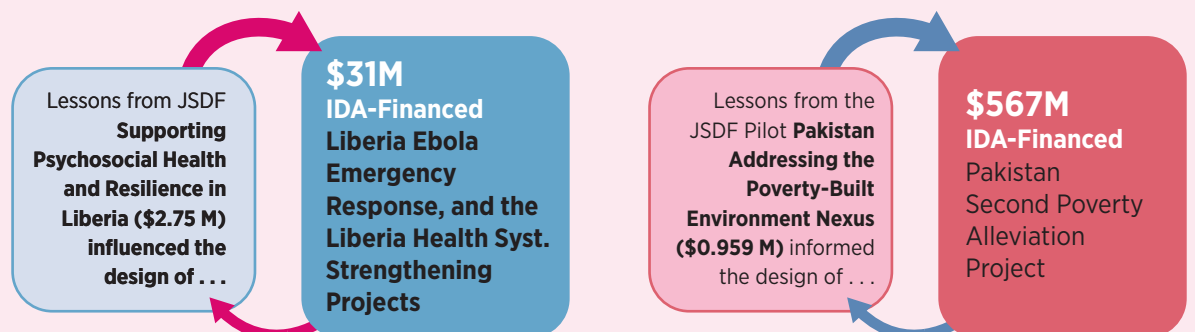 Lessons from JSDF
Supporting
Psychosocial Health
and Resilience in
Liberia ($2.75 M)
influenced the
design of . . .
$31M
IDA-Financed
Liberia Ebola
Emergency
Response, and the
Liberia Health Syst.
Strengthening
Projects
Lessons from the
JSDF Pilot Pakistan
Addressing the
Poverty-Built
Environment Nexus
($0.959 M) informed
the design of . . .
$567M
IDA-Financed
Pakistan
Second Poverty
Alleviation
Project